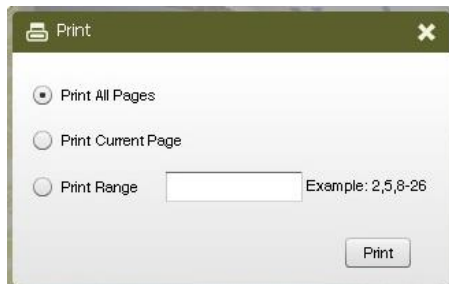 Print
Print All Pages
Print Current Page
Print Range Example: 2,5,8-26
Print